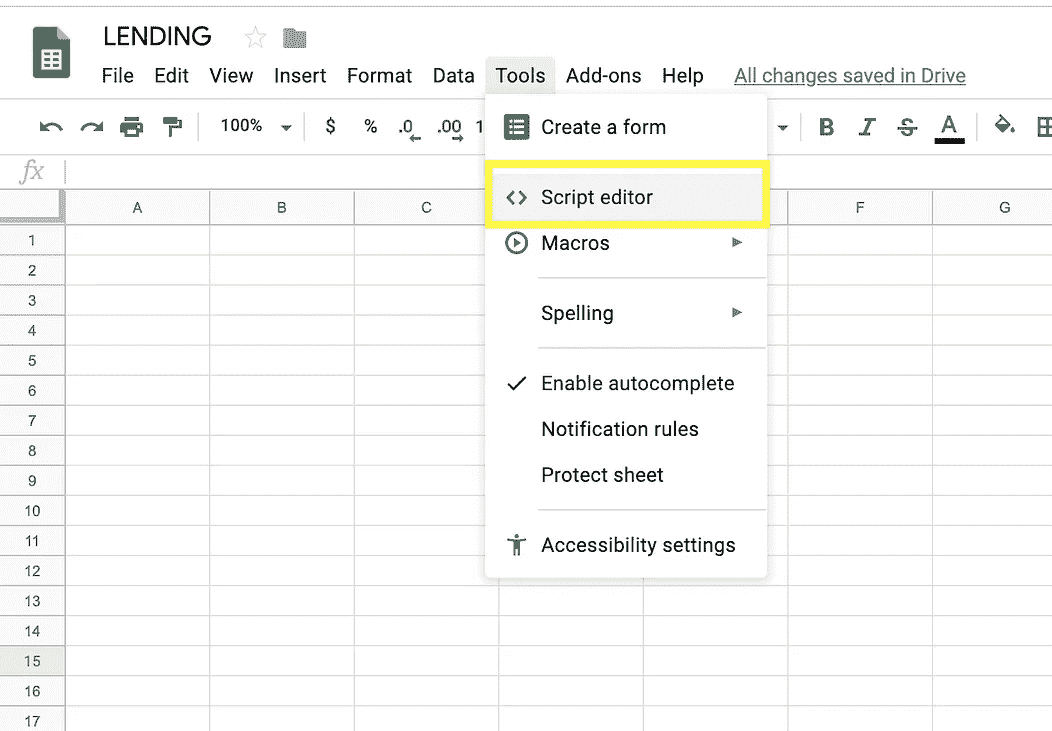 LENDING
File Edit View Insert Format Data Tools Add-ons Help All changes saved in Drive
100% $ % .0 .00 1 B I S A
Create a form
fx
Script editor
A B C F G
Macros
Spelling
Enable autocomplete
Notification rules
Protect sheet
Accessibility settings
1
2
3
4
5
6
7
8
9
10
11
12
13
14
15
16
17